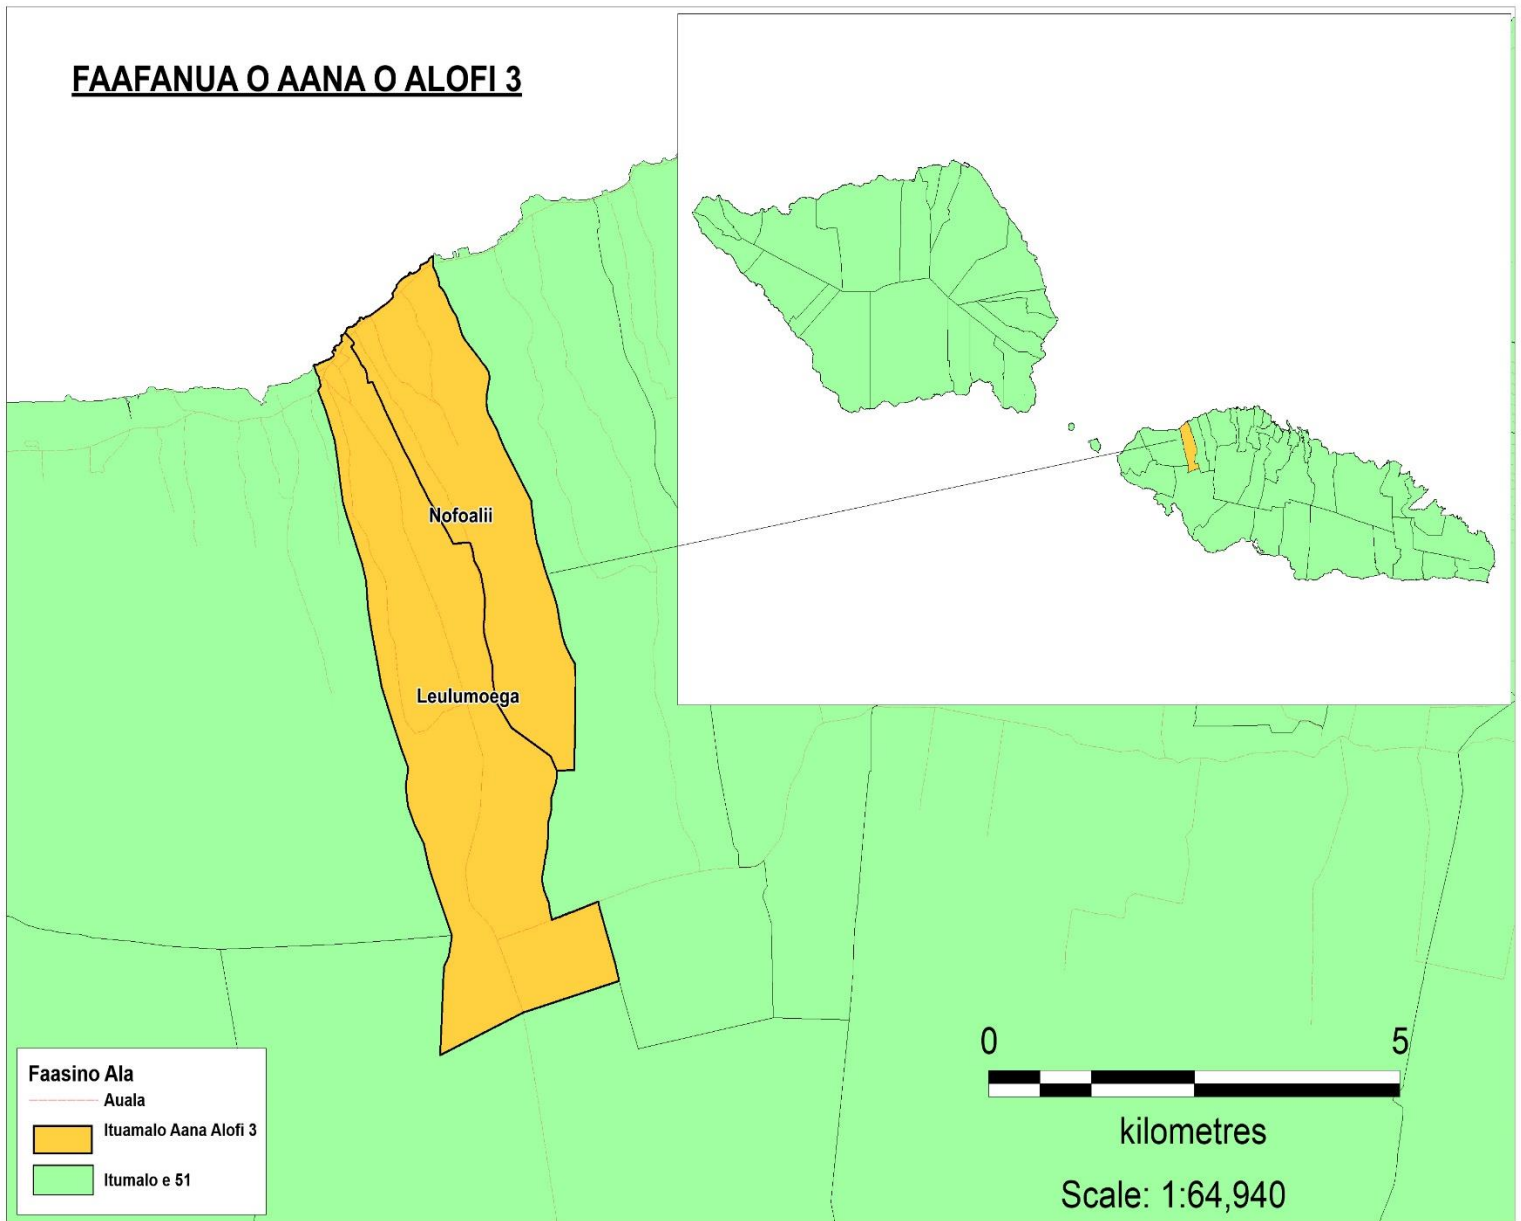 FAAFANUA O AANA O ALOFI 3
Nofoalii
Leulumoega
Faasino Ala
Auala
Ituamalo Aana Alofi 3
Itumalo e 51
0 5
kilometres
Scale: 1:64,940